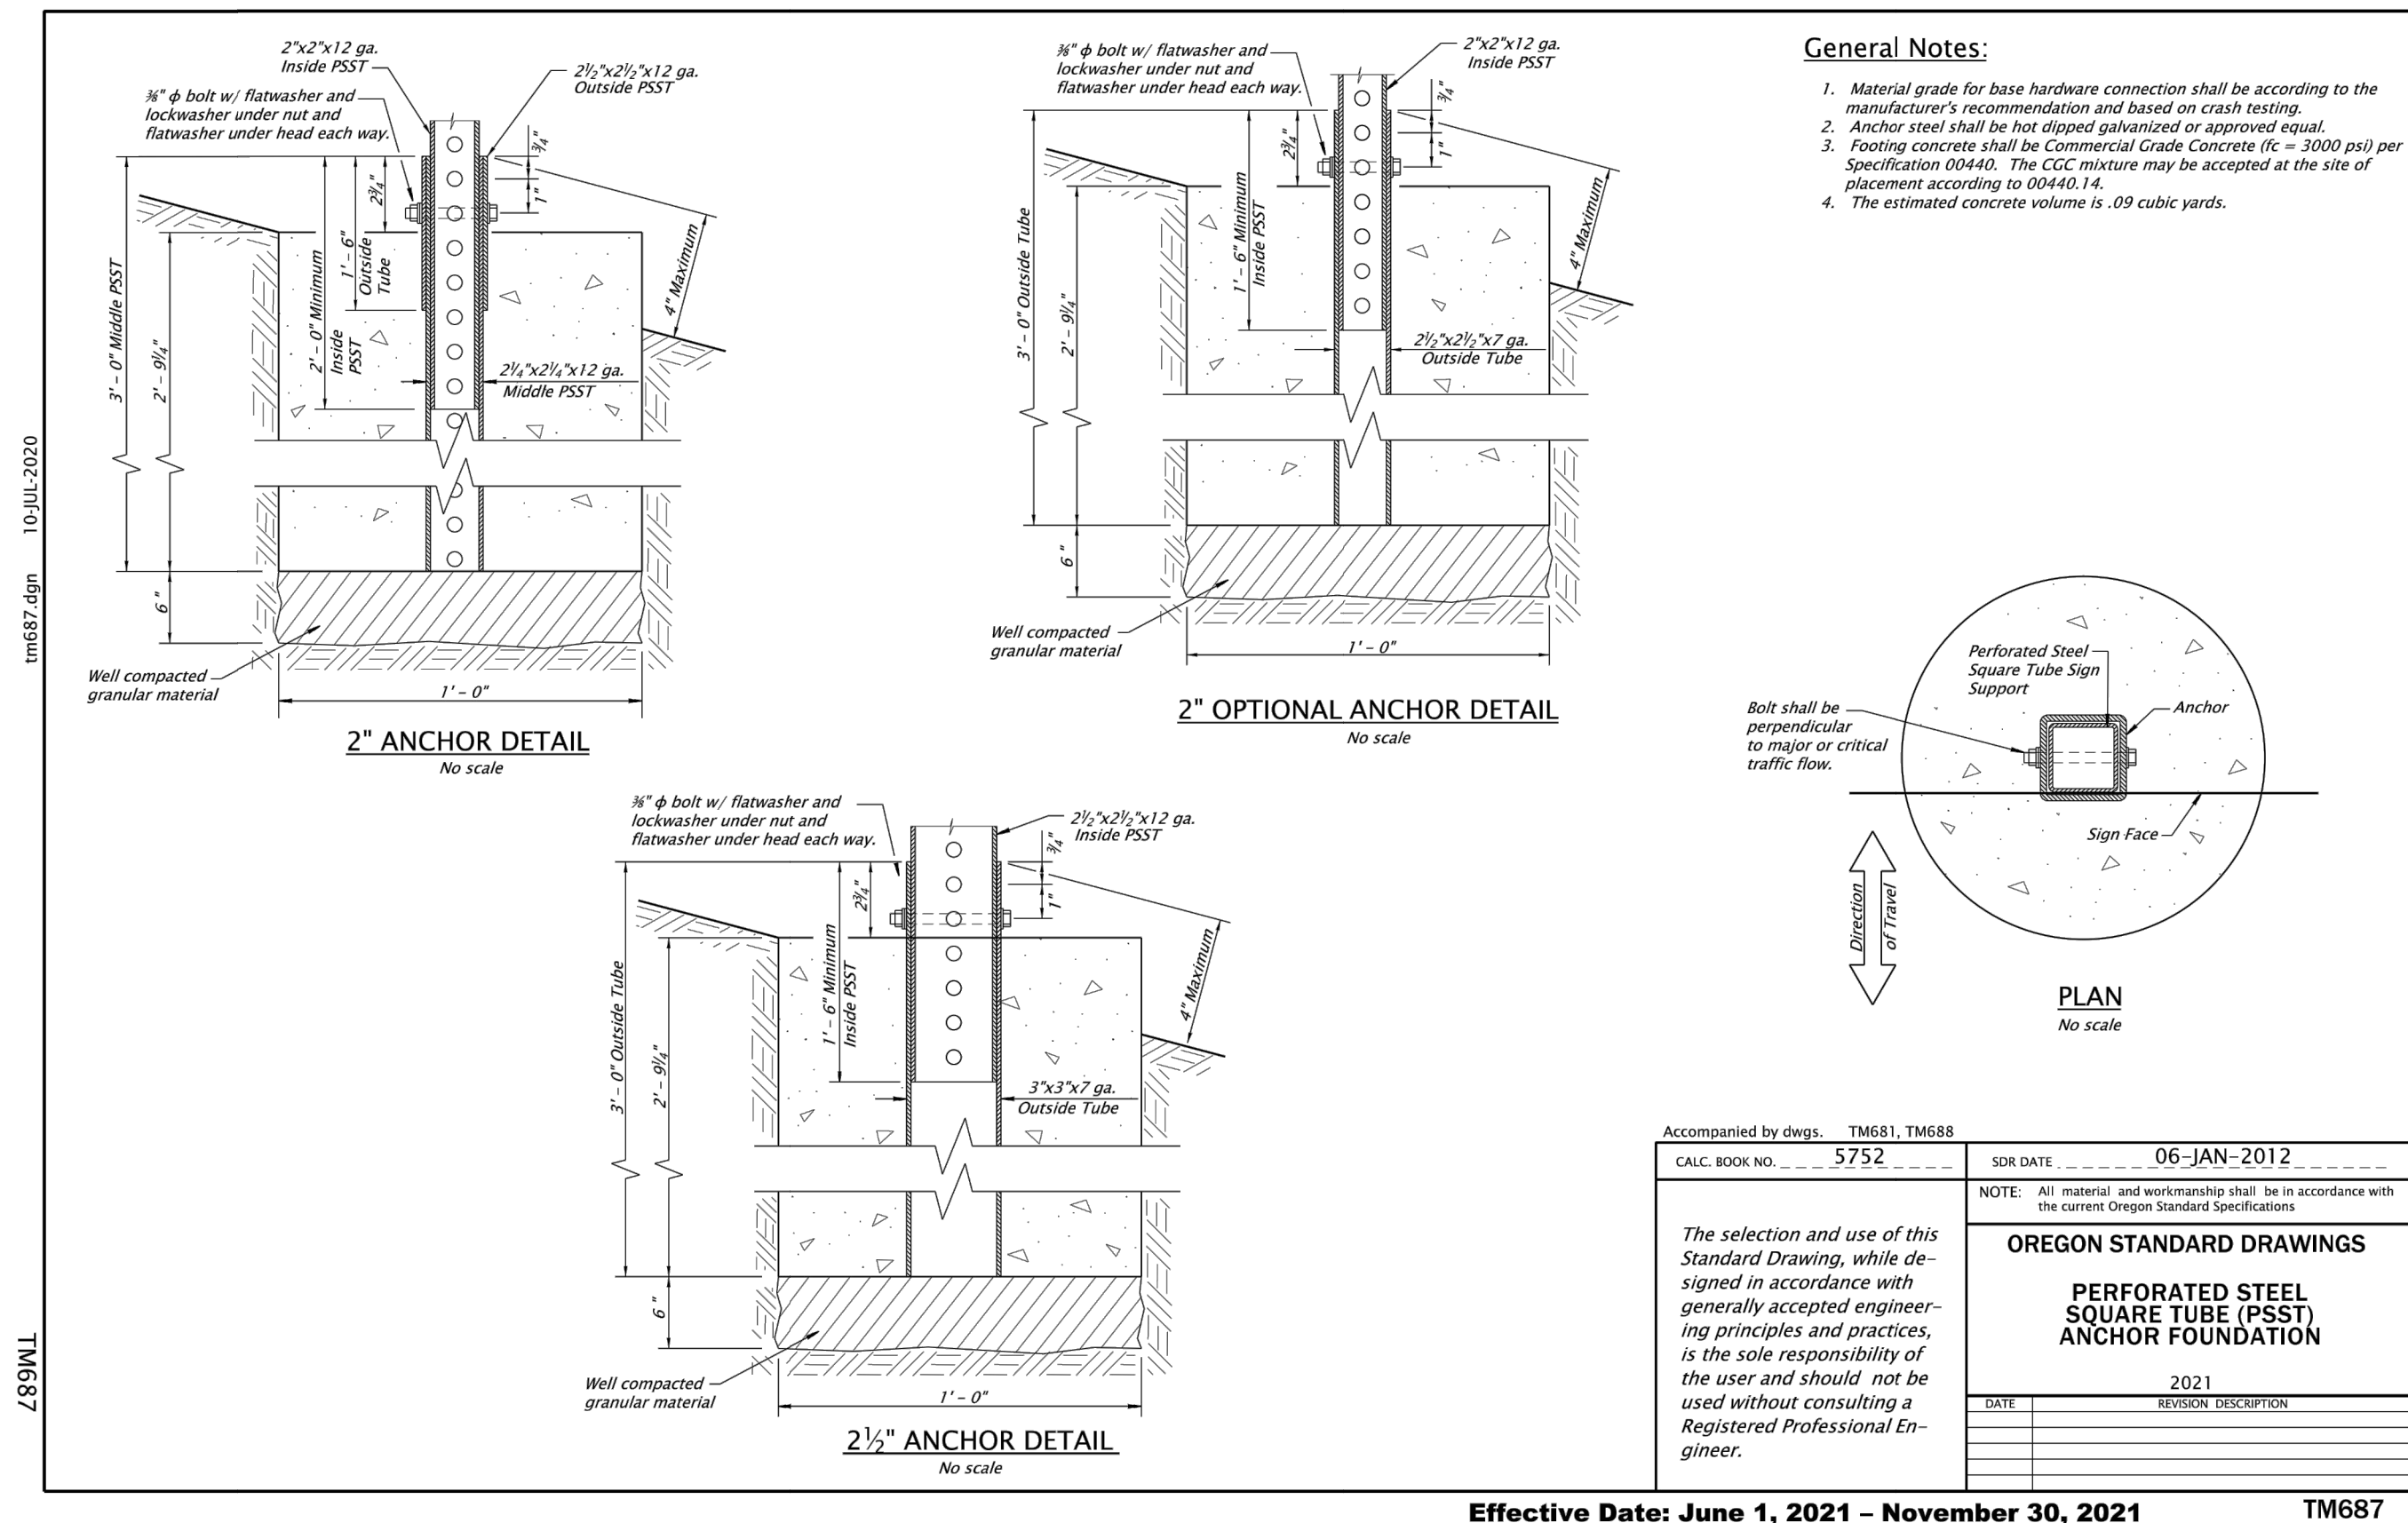 2"x2"x12 ga.
Inside PSST
2½"x2½"x12 ga.
Outside PSST
⅜" ϕ bolt w/ flatwasher and
lockwasher under nut and
flatwasher under head each way.
¾"
1"
2¾"
1' – 6"
Outside
Tube
2' – 0" Minimum
Inside
PSST
3' – 0" Middle PSST
2' – 9¼"
4" Maximum
2¼"x2¼"x12 ga.
Middle PSST
6"
Well compacted
granular material
1' – 0"
2" ANCHOR DETAIL
No scale
⅜" ϕ bolt w/ flatwasher and
lockwasher under nut and
flatwasher under head each way.
2"x2"x12 ga.
Inside PSST
¾"
1"
2¾"
1' – 6" Minimum
Inside PSST
3' – 0" Outside Tube
2' – 9¼"
4" Maximum
2½"x2½"x7 ga.
Outside Tube
6"
Well compacted
granular material
1' – 0"
2" OPTIONAL ANCHOR DETAIL
No scale
⅜" ϕ bolt w/ flatwasher and
lockwasher under nut and
flatwasher under head each way.
2½"x2½"x12 ga.
Inside PSST
¾"
1"
2¾"
1' – 6" Minimum
Inside PSST
3' – 0" Outside Tube
2' – 9¼"
4" Maximum
3"x3"x7 ga.
Outside Tube
6"
Well compacted
granular material
1' – 0"
2½" ANCHOR DETAIL
No scale
General Notes:
1. Material grade for base hardware connection shall be according to the
manufacturer's recommendation and based on crash testing.
2. Anchor steel shall be hot dipped galvanized or approved equal.
3. Footing concrete shall be Commercial Grade Concrete (fc = 3000 psi) per
Specification 00440. The CGC mixture may be accepted at the site of
placement according to 00440.14.
4. The estimated concrete volume is .09 cubic yards.
Perforated Steel
Square Tube Sign
Support
Anchor
Bolt shall be
perpendicular
to major or critical
traffic flow.
Sign Face
Direction
of Travel
PLAN
No scale
Accompanied by dwgs. TM681, TM688
CALC. BOOK NO. 5752
SDR DATE 06-JAN-2012
NOTE: All material and workmanship shall be in accordance with
the current Oregon Standard Specifications
The selection and use of this
Standard Drawing, while de-
signed in accordance with
generally accepted engineer-
ing principles and practices,
is the sole responsibility of
the user and should not be
used without consulting a
Registered Professional En-
gineer.
OREGON STANDARD DRAWINGS
PERFORATED STEEL
SQUARE TUBE (PSST)
ANCHOR FOUNDATION
2021
DATE REVISION DESCRIPTION
Effective Date: June 1, 2021 – November 30, 2021
TM687
tm687.dgn 10-JUL-2020
TM687